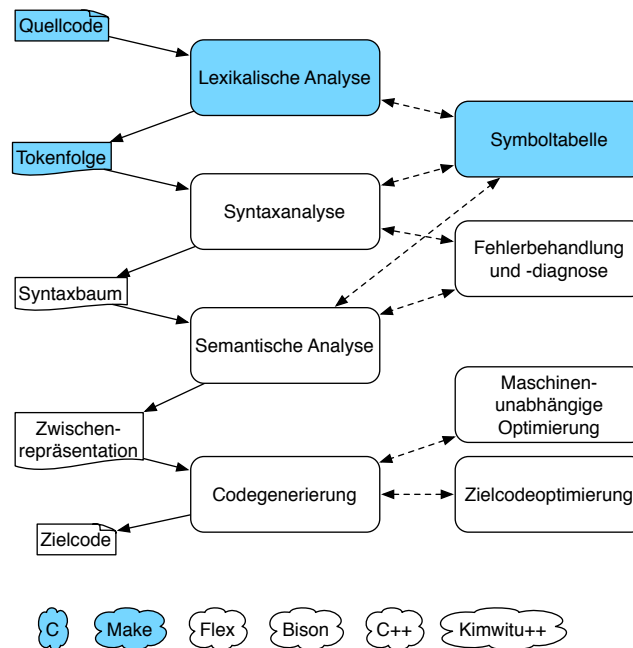 Quellcode
Lexikalische Analyse
Tokenfolge
Symboltabelle
Syntaxanalyse
Fehlerbehandlung
und -diagnose
Syntaxbaum
Semantische Analyse
Maschinen-
unabhängige
Optimierung
Zwischen-
repräsentation
Codegenerierung
Zielcodeoptimierung
Zielcode
C Make Flex Bison C++ Kimwitu++